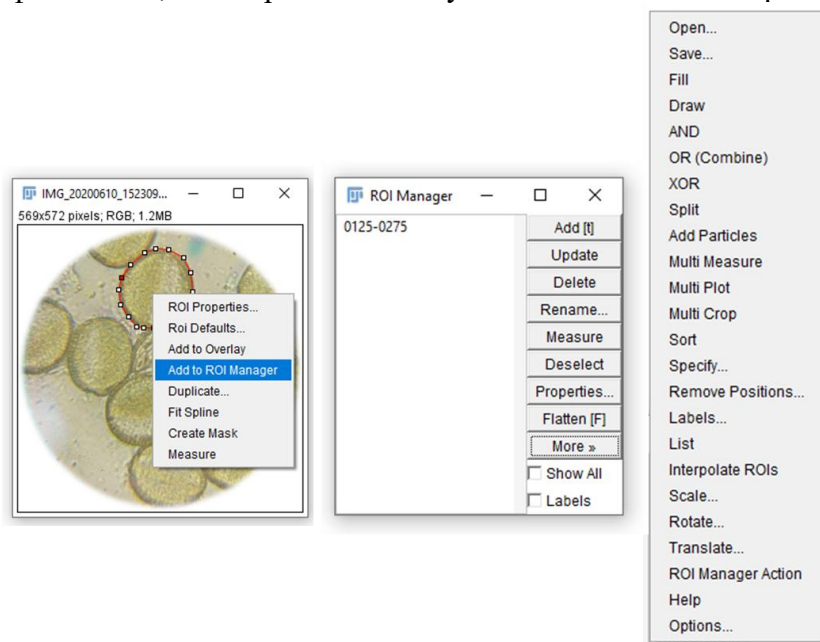 IMG_20200610_152309...
569x572 pixels; RGB; 1.2MB
ROI Properties...
Roi Defaults...
Add to Overlay
Add to ROI Manager
Duplicate...
Fit Spline
Create Mask
Measure
ROI Manager
0125-0275
Add [t]
Update
Delete
Rename...
Measure
Deselect
Properties...
Flatten [F]
More »
Show All
Labels
Open...
Save...
Fill
Draw
AND
OR (Combine)
XOR
Split
Add Particles
Multi Measure
Multi Plot
Multi Crop
Sort
Specify...
Remove Positions...
Labels...
List
Interpolate ROIs
Scale...
Rotate...
Translate...
ROI Manager Action
Help
Options...